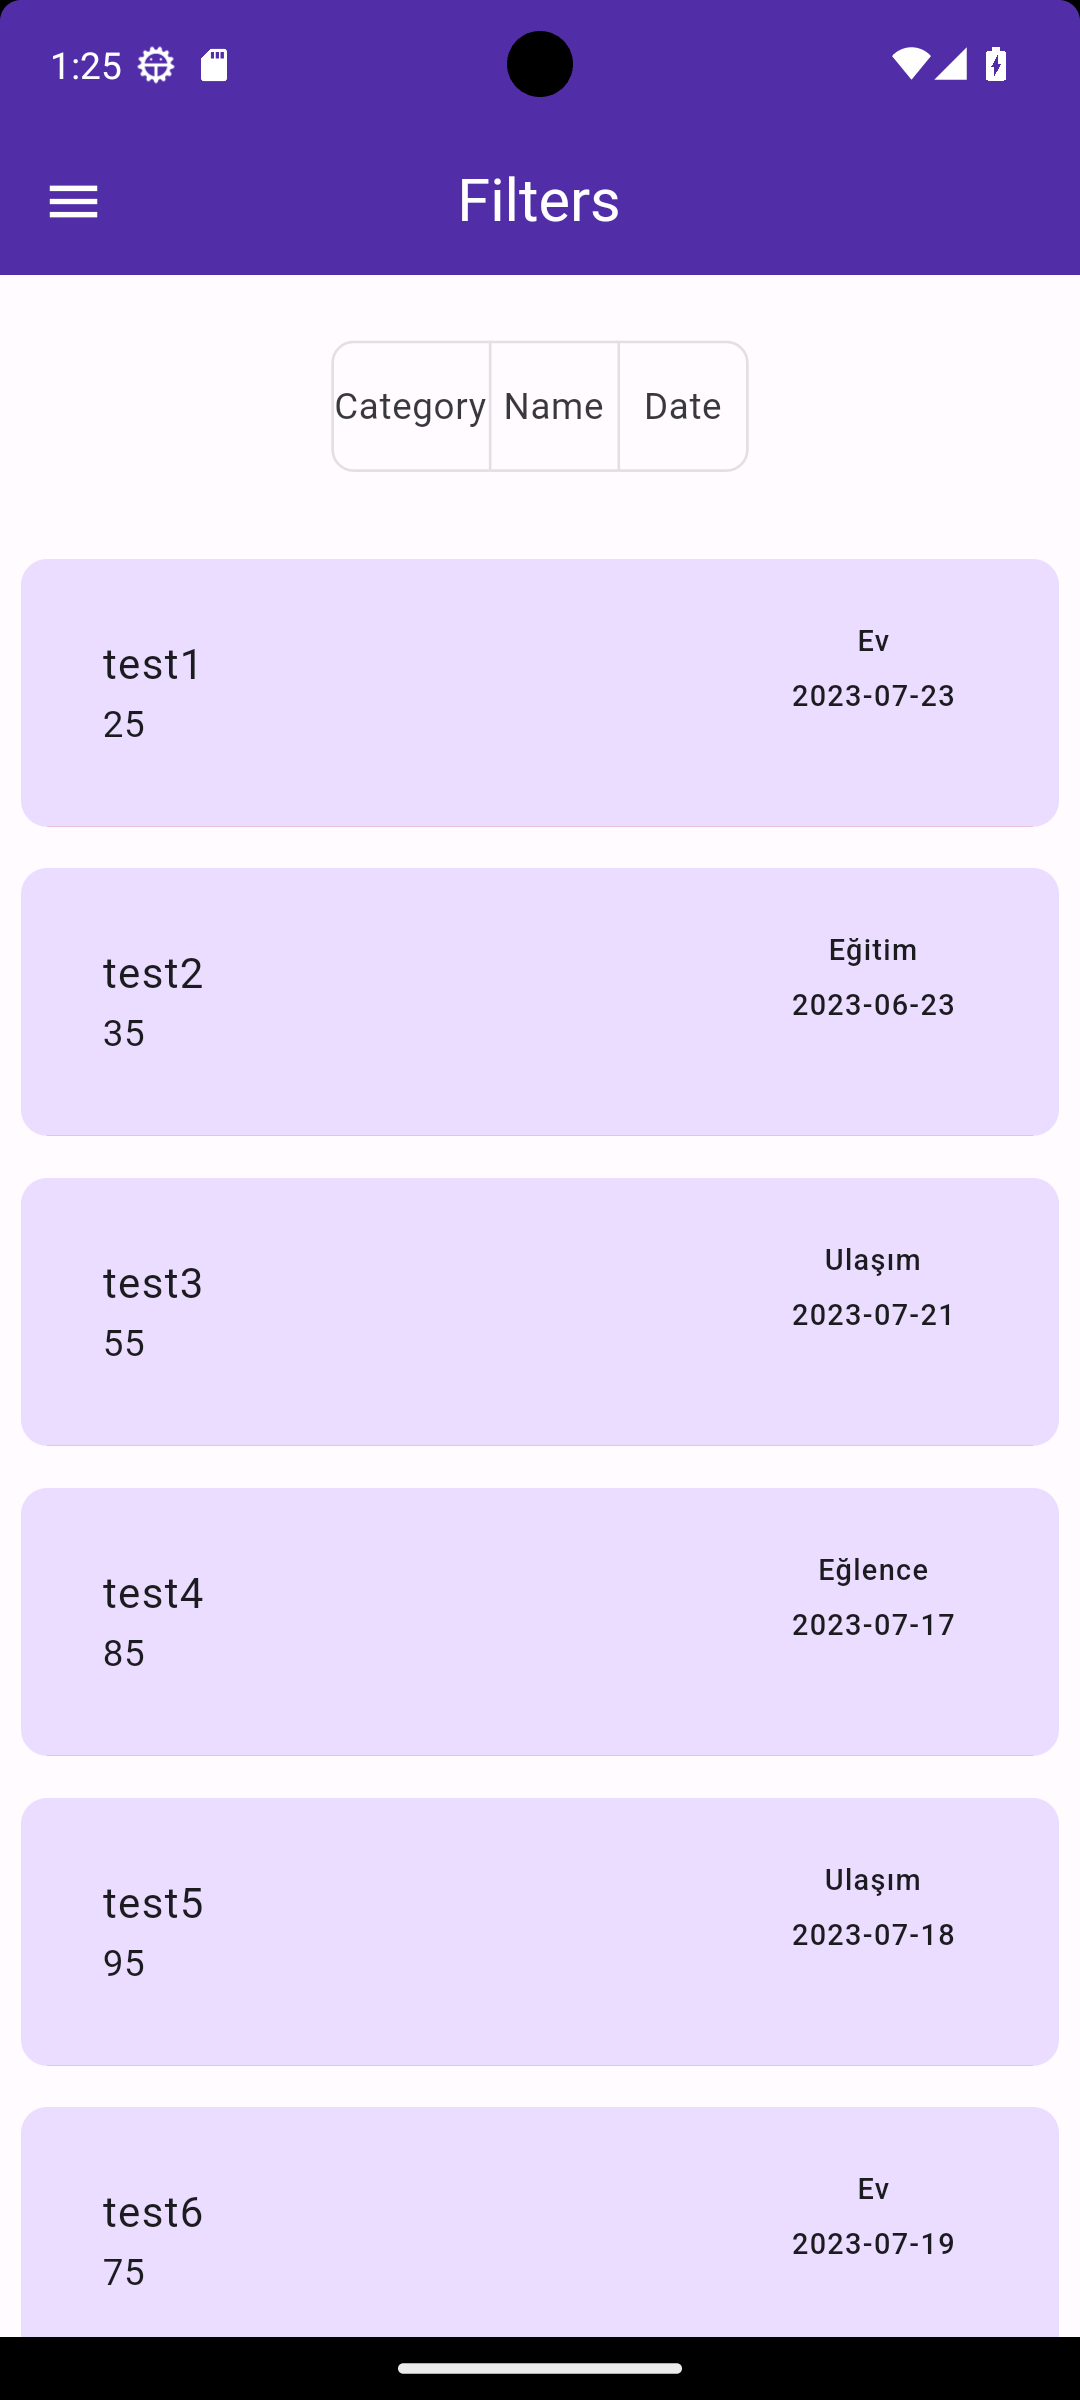 1:25
Filters
Category Name Date
test1
25
Ev
2023-07-23
test2
35
Eğitim
2023-06-23
test3
55
Ulaşım
2023-07-21
test4
85
Eğlence
2023-07-17
test5
95
Ulaşım
2023-07-18
test6
75
Ev
2023-07-19